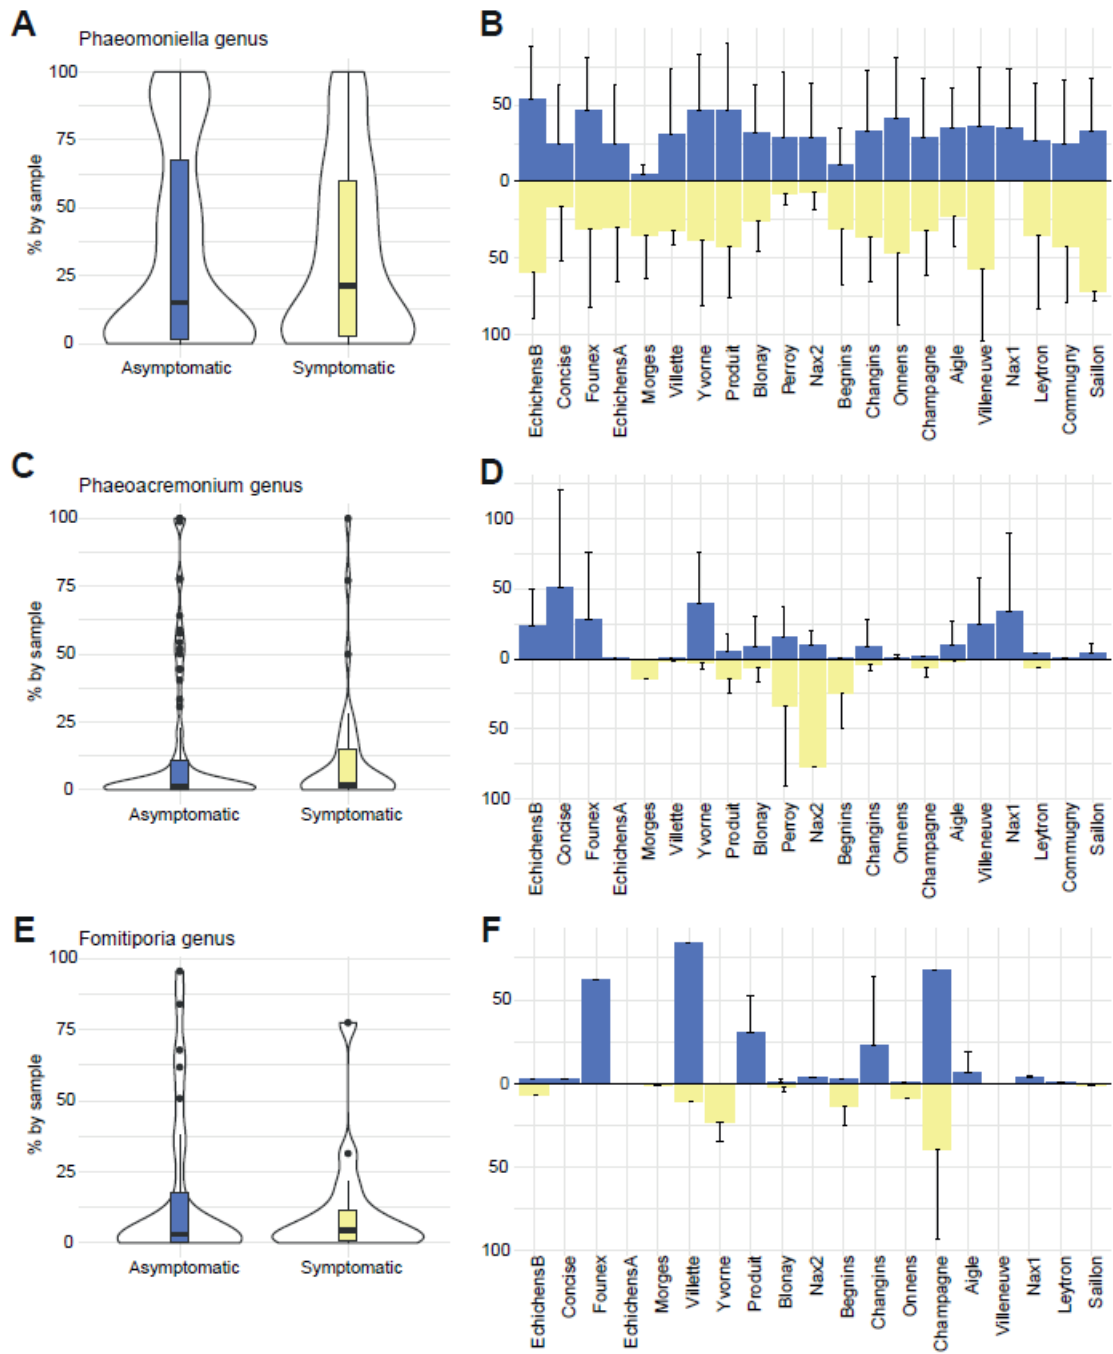 A
Phaeomoniella genus
% by sample
100
75
50
25
0
Asymptomatic Symptomatic
B
50
0
50
100
EchichensB Concise Founex EchichensA Morges Villette Yvorne Produit Blonay Perroy Nax2 Begnins Changins Onnens Champagne Aigle Villeneuve Nax1 Leytron Commugny Saillon
C
Phaeoacremonium genus
% by sample
100
75
50
25
0
Asymptomatic Symptomatic
D
100
50
0
50
100
EchichensB Concise Founex EchichensA Morges Villette Yvorne Produit Blonay Perroy Nax2 Begnins Changins Onnens Champagne Aigle Villeneuve Nax1 Leytron Commugny Saillon
E
Fomitiporia genus
% by sample
100
75
50
25
0
Asymptomatic Symptomatic
F
50
0
50
100
EchichensB Concise Founex EchichensA Morges Villette Yvorne Produit Blonay Nax2 Begnins Changins Onnens Champagne Aigle Villeneuve Nax1 Leytron Saillon